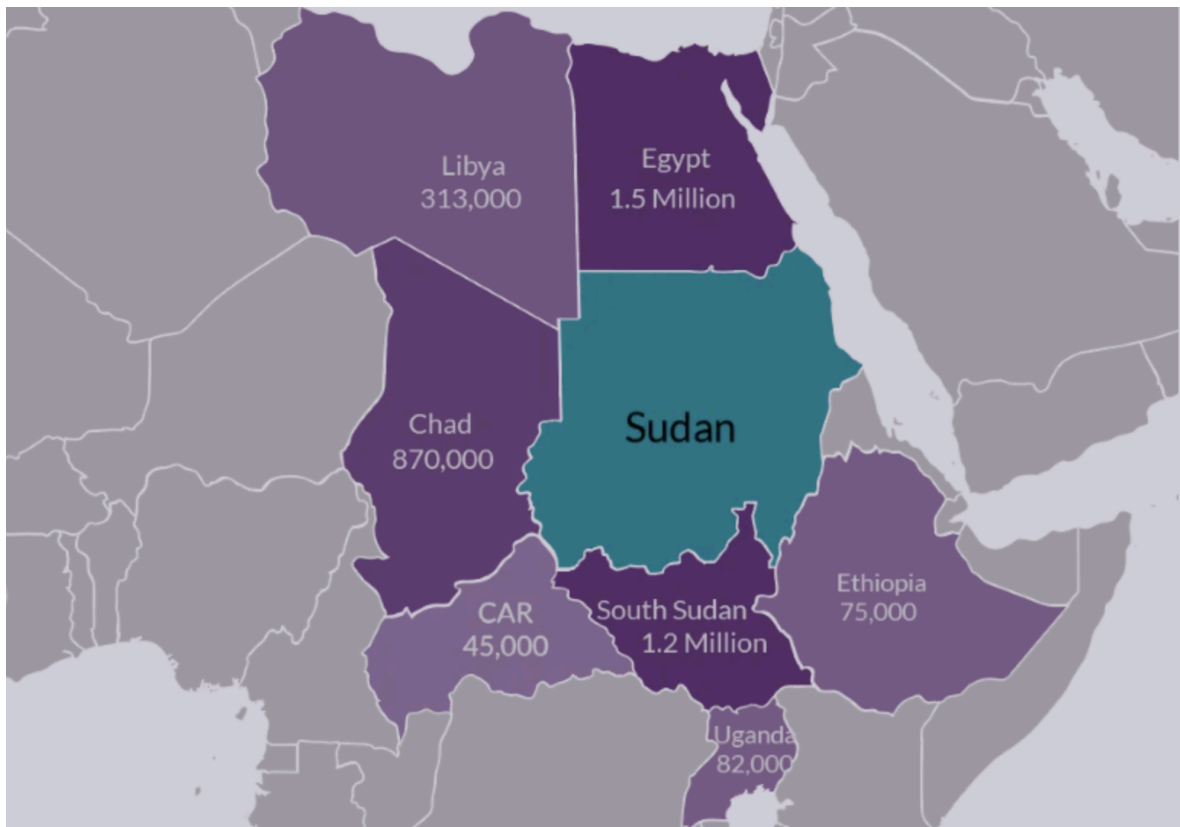 Libya
313,000
Egypt
1.5 Million
Chad
870,000
Sudan
Ethiopia
75,000
CAR
45,000
South Sudan
1.2 Million
Uganda
82,000